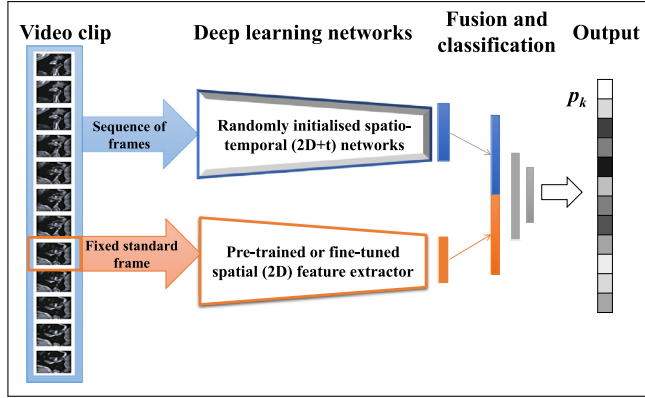 Video clip
Deep learning networks
Fusion and
classification
Output
Sequence of
frames
Randomly initialised spatio-
temporal (2D+t) networks
Fixed standard
frame
Pre-trained or fine-tuned
spatial (2D) feature extractor
pk